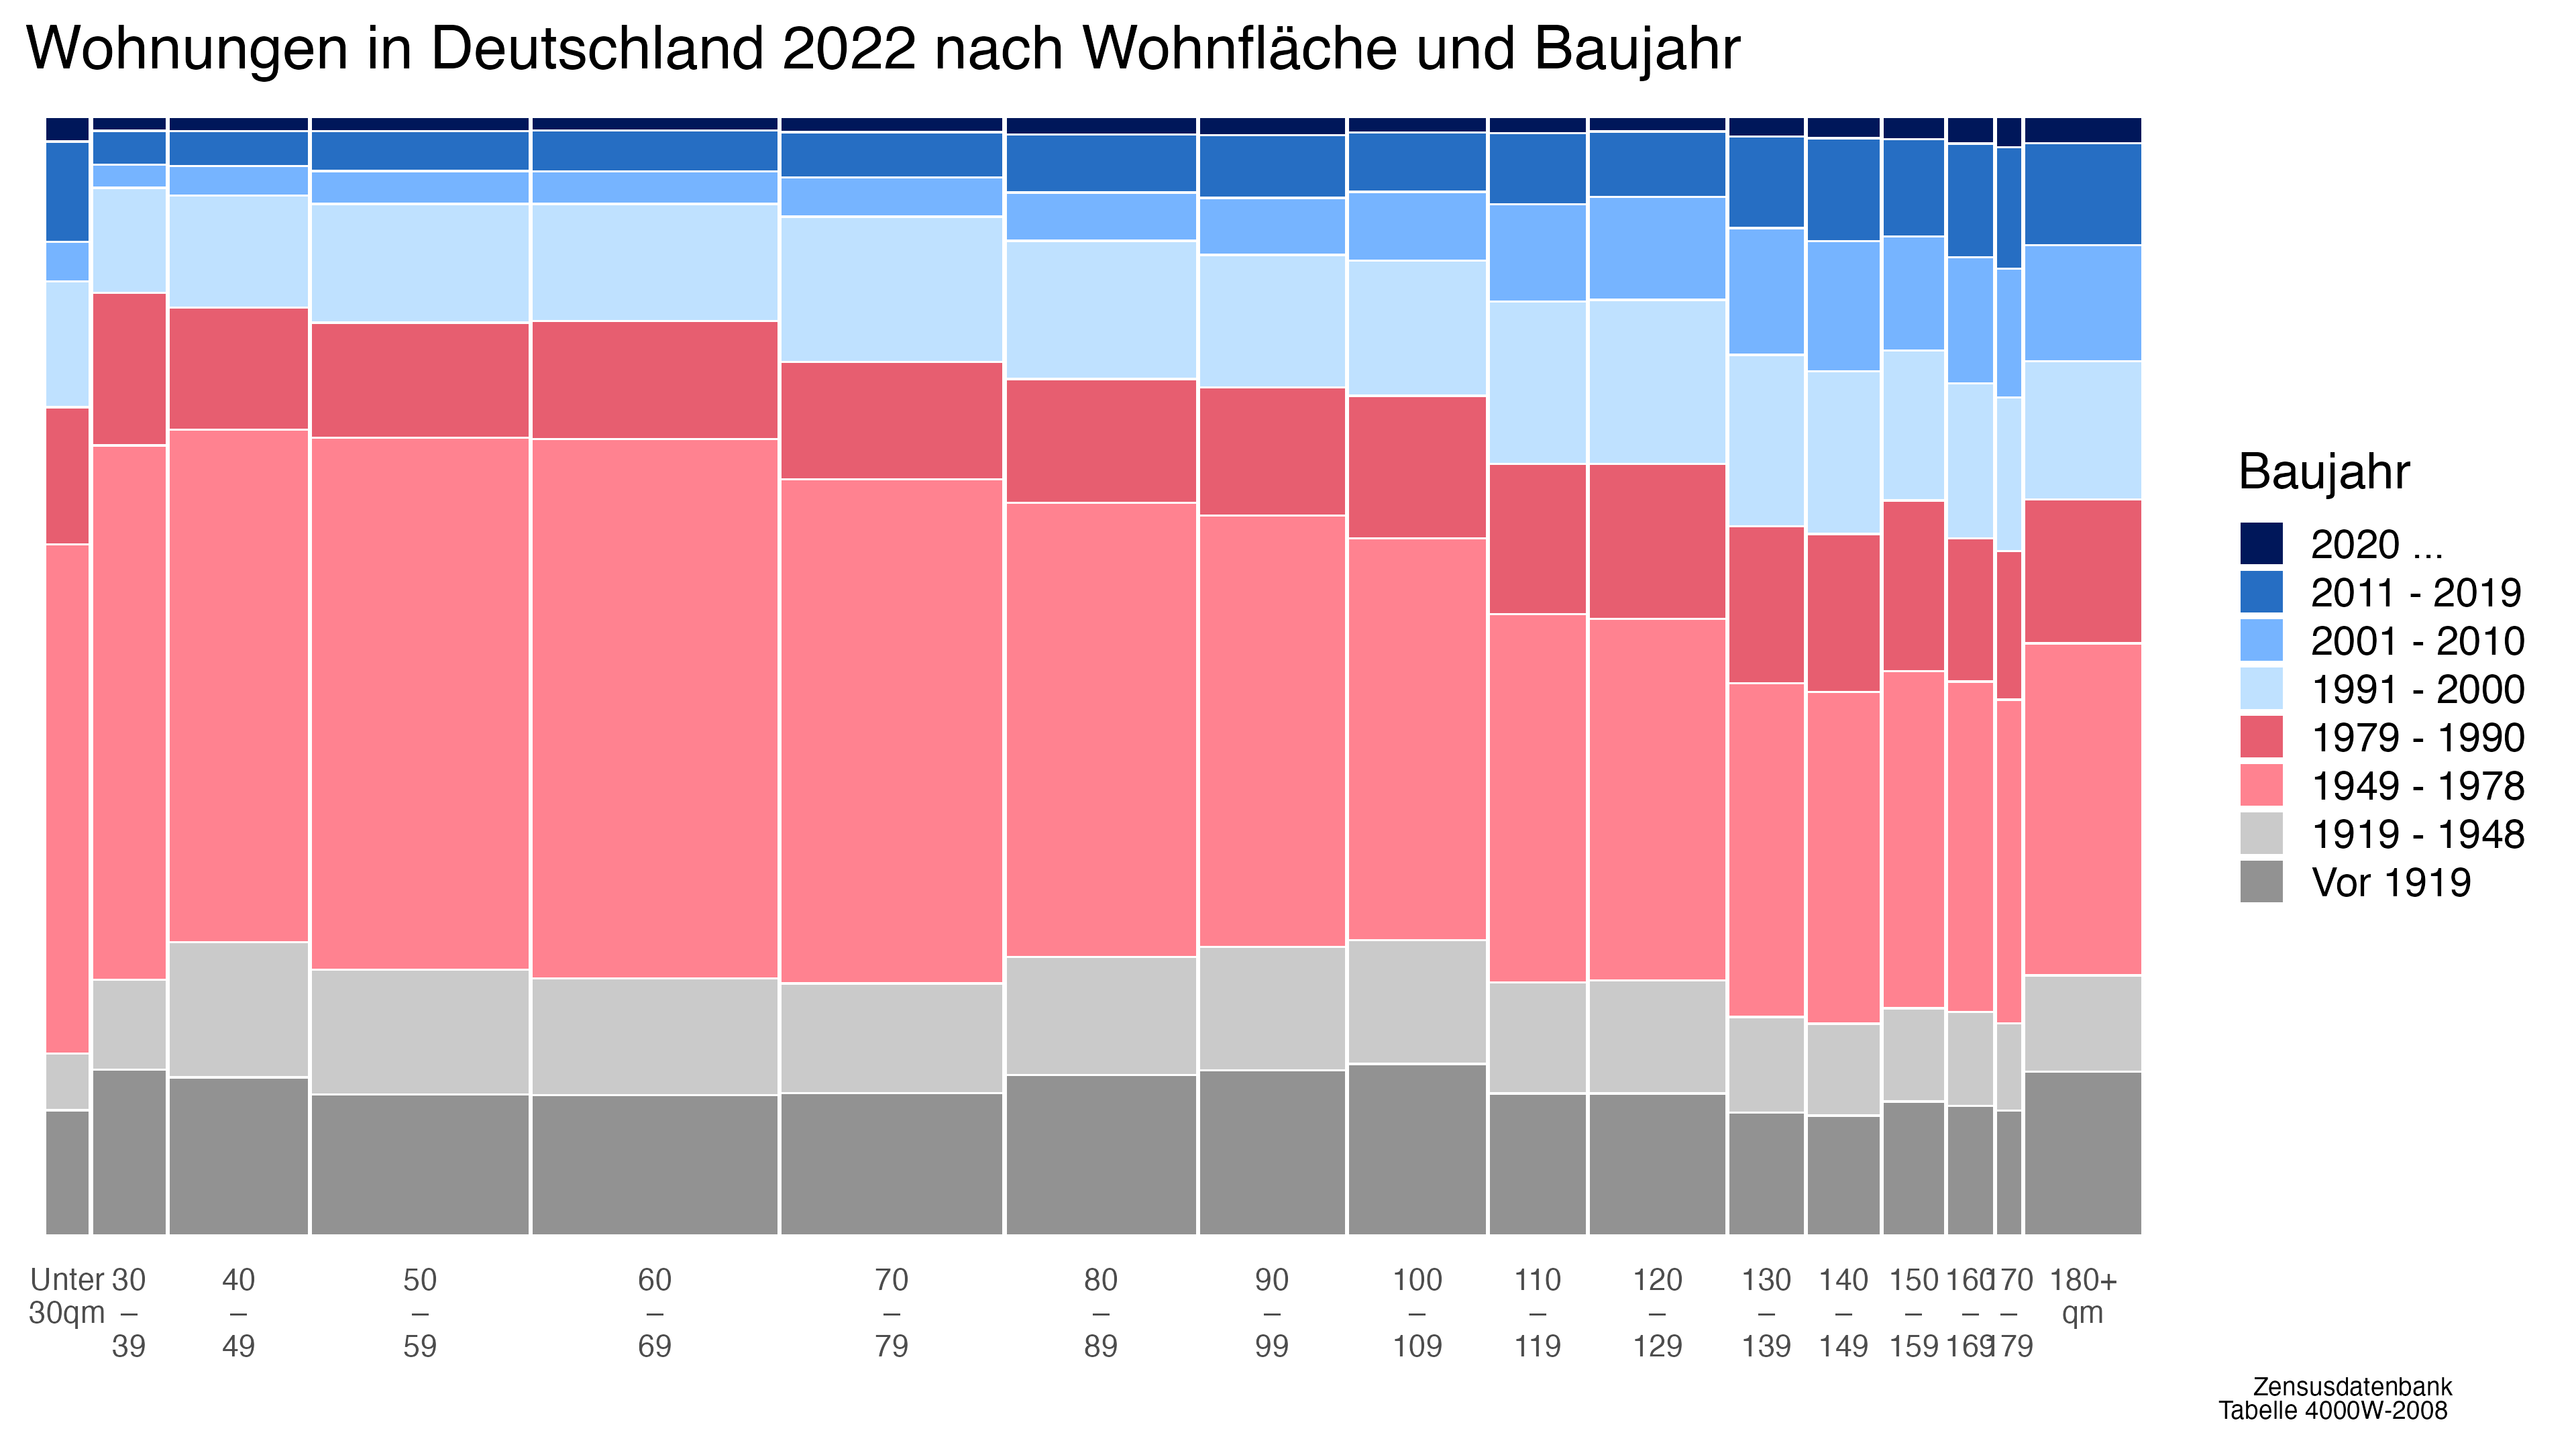 Wohnungen in Deutschland 2022 nach Wohnfläche und Baujahr
Baujahr
2020 ...
2011 - 2019
2001 - 2010
1991 - 2000
1979 - 1990
1949 - 1978
1919 - 1948
Vor 1919
Unter 30 40 50 60 70 80 90 100 110 120 130 140 150 160 170 180+
30qm – – – – – – – – – – – – – – – qm
39 49 59 69 79 89 99 109 119 129 139 149 159 169 179
Zensusdatenbank
Tabelle 4000W-2008